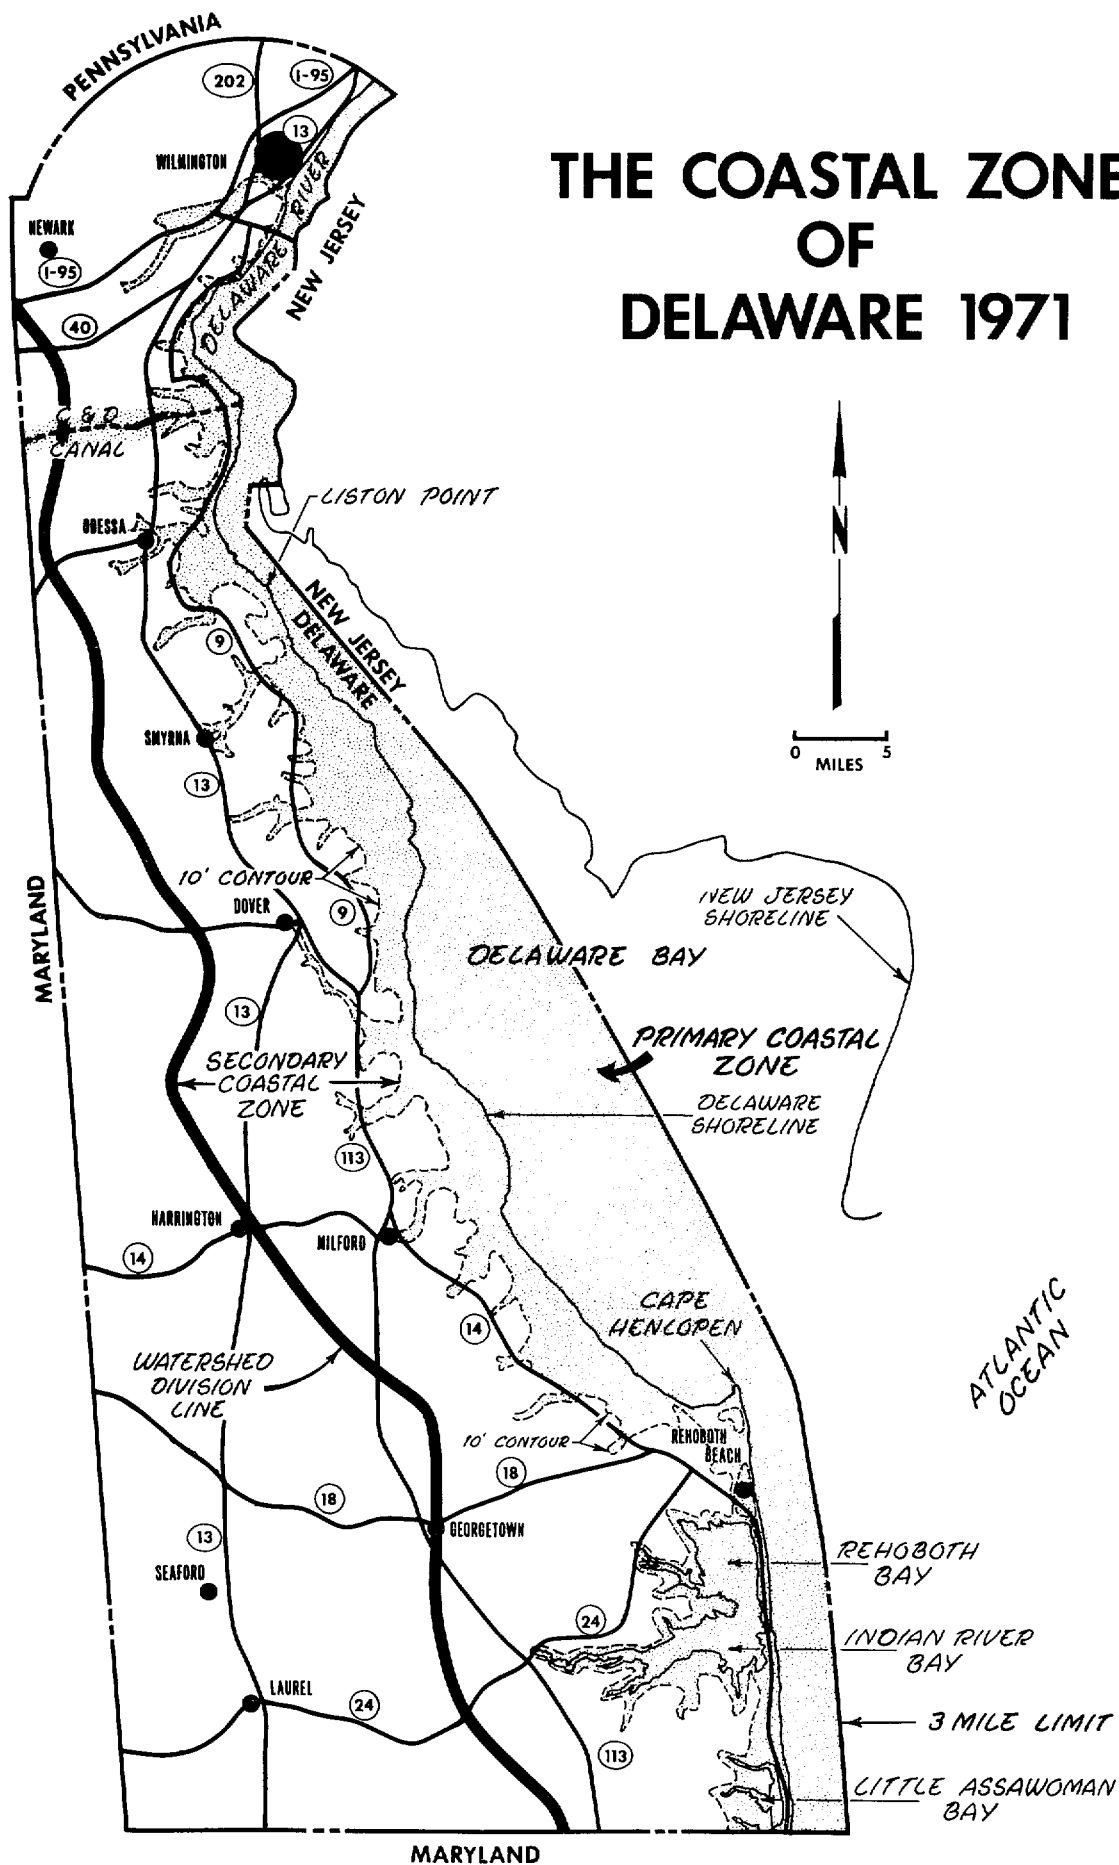 THE COASTAL ZONE
OF
DELAWARE 1971
PENNSYLVANIA
202
I-95
13
WILMINGTON
DELAWARE RIVER
NEW JERSEY
NEWARK
I-95
40
DELAWARE
C & D
CANAL
N
LISTON POINT
ODESSA
NEW JERSEY
DELAWARE
9
SMYRNA
13
0 5
MILES
10' CONTOUR
DOVER
9
NEW JERSEY
SHORELINE
MARYLAND
DELAWARE BAY
13
PRIMARY COASTAL
ZONE
SECONDARY
COASTAL
ZONE
DELAWARE
SHORELINE
113
HARRINGTON
MILFORD
14
CAPE
HENLOPEN
14
ATLANTIC
OCEAN
WATERSHED
DIVISION
LINE
10' CONTOUR
REHOBOTH
BEACH
18
18
GEORGETOWN
13
SEAFORD
REHOBOTH
BAY
24
INDIAN RIVER
BAY
LAUREL
24
3 MILE LIMIT
113
LITTLE ASSAWOMAN
BAY
MARYLAND